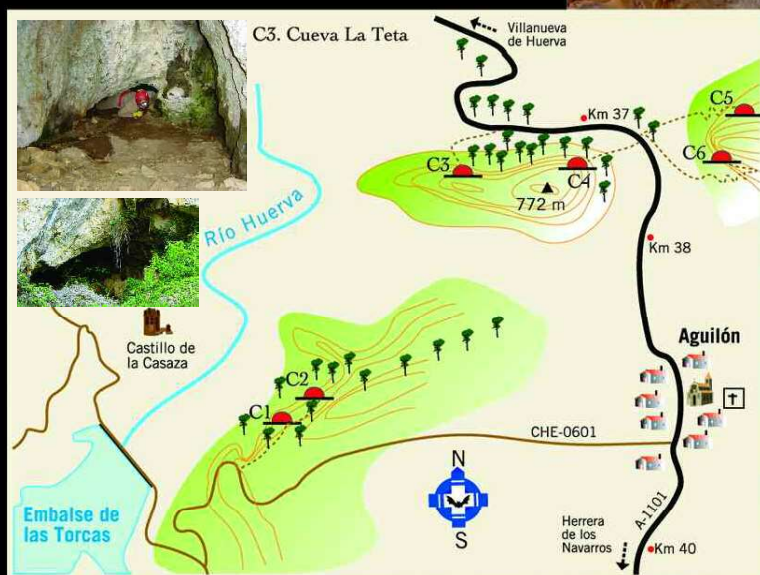 C3. Cueva La Teta
Villanueva
de Huerva
Km 37
C5
C6
C3
C4
772 m
Río Huerva
Km 38
Castillo de
la Casaza
Aguilón
C2
C1
CHE-0601
N
S
Embalse de
las Torcas
A-1101
Herrera
de los
Navarros
Km 40